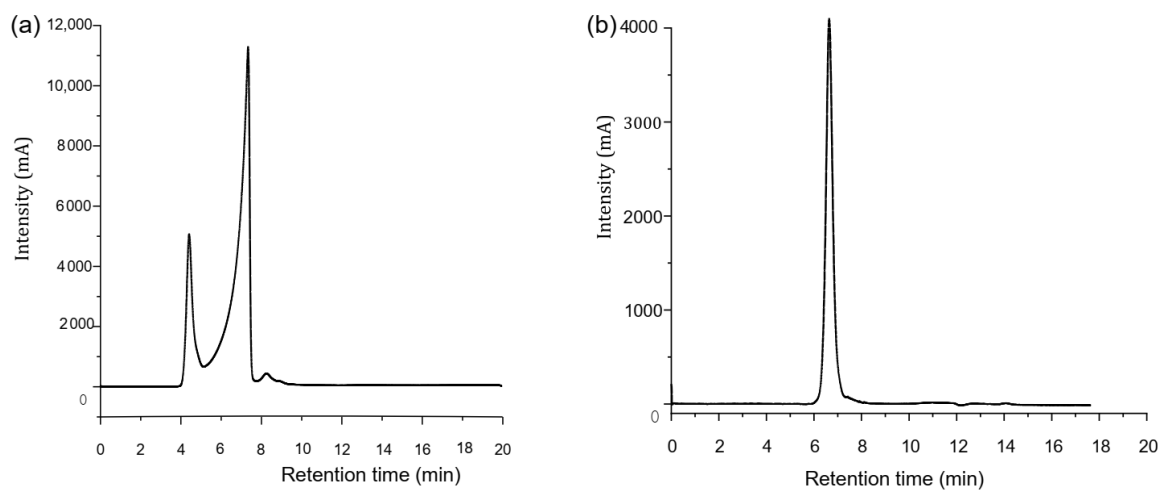 (a)
12,000
10,000
8000
6000
4000
2000
0
Intensity (mA)
0 2 4 6 8 10 12 14 16 18 20
Retention time (min)
(b)
4000
3000
2000
1000
0
Intensity (mA)
0 2 4 6 8 10 12 14 16 18 20
Retention time (min)